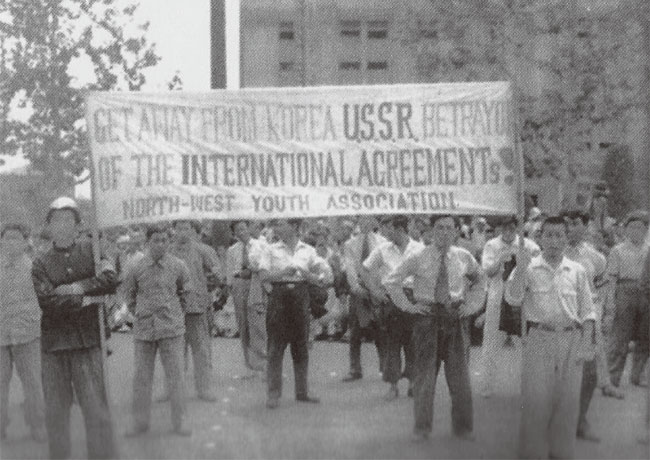 GET AWAY FROM KOREA U.S.S.R. BETRAYOR
OF THE INTERNATIONAL AGREEMENTs!
NORTH-WEST YOUTH ASSOCIATION